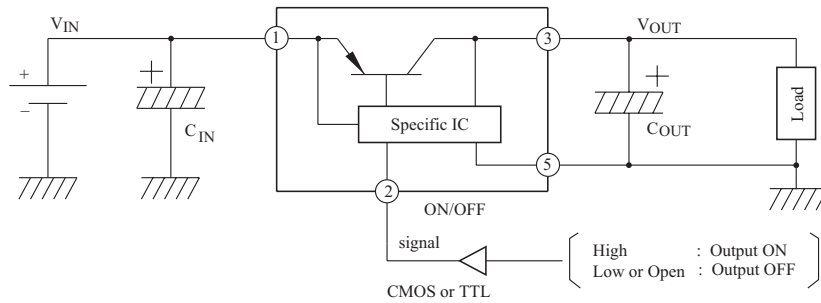 VIN
VOUT
1
3
+
+
+
−
Specific IC
CIN
COUT
Load
5
2
ON/OFF
signal
High : Output ON
Low or Open : Output OFF
CMOS or TTL